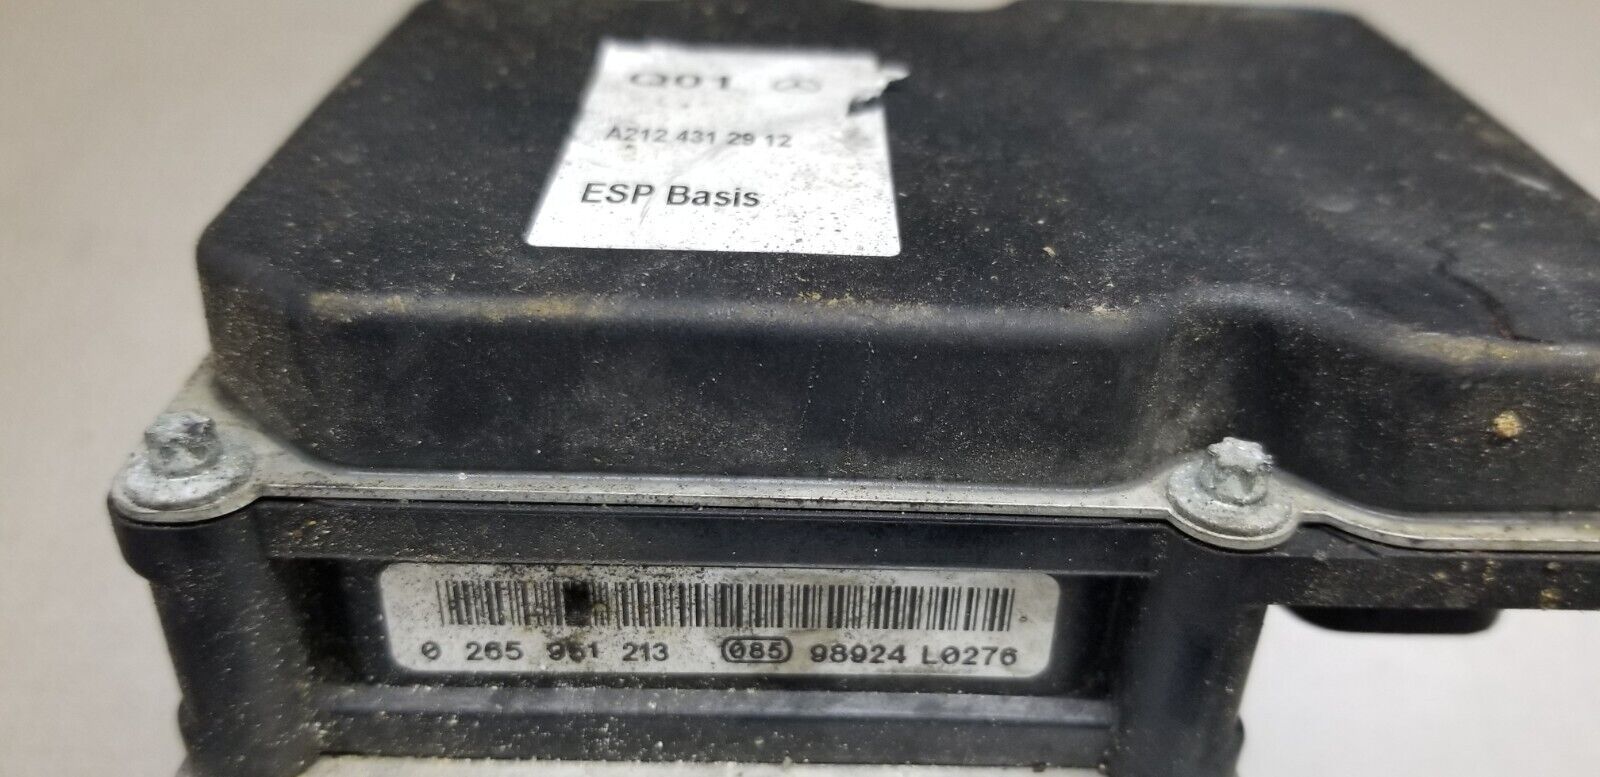 Q01
A212 431 29 12
ESP Basis
0 265 951 213 085 98924 L0276